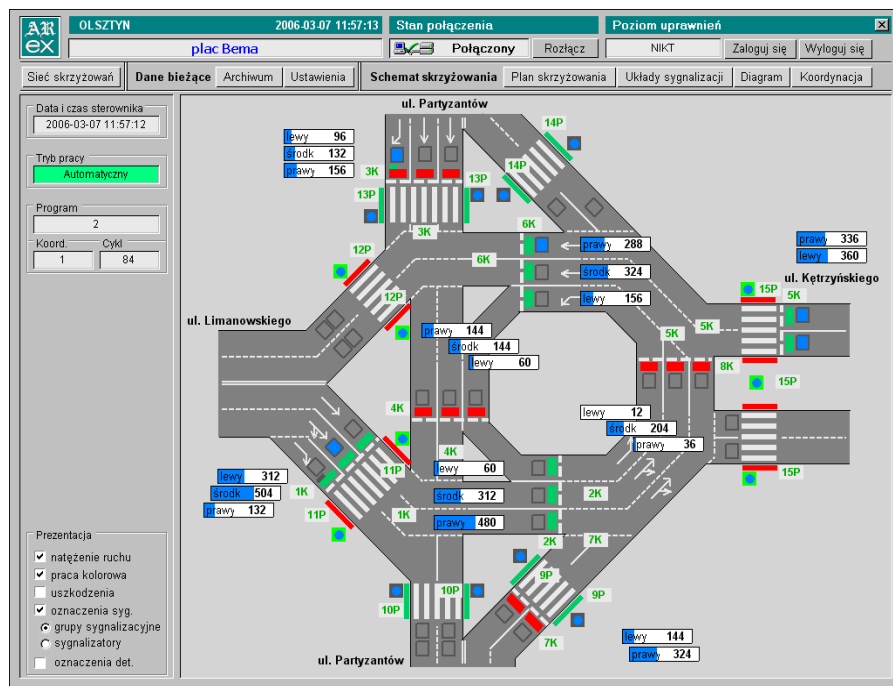 AR ex
OLSZTYN 2006-03-07 11:57:13 Stan połączenia Poziom uprawnień
plac Bema Połączony Rozłącz NIKT Zaloguj się Wyloguj się
Sieć skrzyżowań Dane bieżące Archiwum Ustawienia Schemat skrzyżowania Plan skrzyżowania Układy sygnalizacji Diagram Koordynacja
Data i czas sterownika
2006-03-07 11:57:12
Tryb pracy
Automatyczny
Program
2
Koord. Cykl
1 84
Prezentacja
natężenie ruchu
praca kolorowa
uszkodzenia
oznaczenia syg.
grupy sygnalizacyjne
sygnalizatory
oznaczenia det.
ul. Partyzantów
14P
lewy 96
środk 132
prawy 156
3K
13P
14P
13P
3K
6K
prawy 288
środk 324
lewy 156
6K
12P
12P
prawy 336
lewy 360
ul. Kętrzyńskiego
15P
5K
5K
5K
ul. Limanowskiego
prawy 144
środk 144
lewy 60
8K
15P
4K
4K
lewy 12
środk 204
prawy 36
11P
lewy 60
środk 312
prawy 480
2K
2K
15P
lewy 312
środk 504
prawy 132
1K
11P
1K
7K
9P
9P
10P
10P
7K
lewy 144
prawy 324
ul. Partyzantów